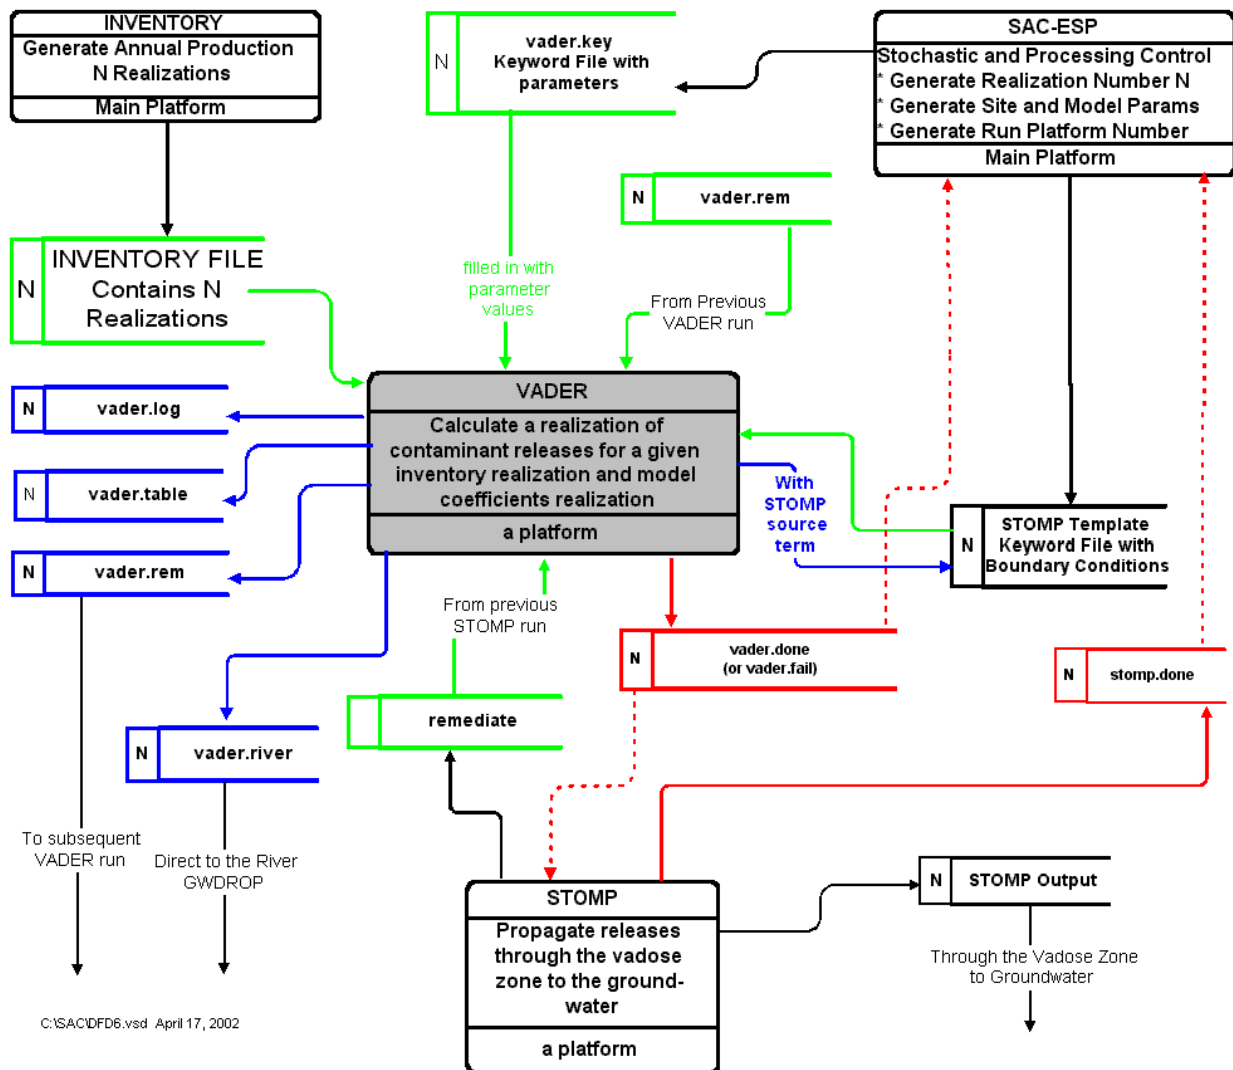 INVENTORY
Generate Annual Production
N Realizations
Main Platform
N
vader.key
Keyword File with
parameters
SAC-ESP
Stochastic and Processing Control
* Generate Realization Number N
* Generate Site and Model Params
* Generate Run Platform Number
Main Platform
N
vader.rem
N
INVENTORY FILE
Contains N
Realizations
filled in with
parameter
values
From Previous
VADER run
N
vader.log
N
vader.table
N
vader.rem
VADER
Calculate a realization of
contaminant releases for a given
inventory realization and model
coefficients realization
a platform
With
STOMP
source
term
N
STOMP Template
Keyword File with
Boundary Conditions
From previous
STOMP run
N
vader.done
(or vader.fail)
N
stomp.done
remediate
N
vader.river
To subsequent
VADER run
Direct to the River
GWDROP
STOMP
Propagate releases
through the vadose
zone to the ground-
water
a platform
N
STOMP Output
Through the Vadose Zone
to Groundwater
C:\SAC\DFD6.vsd April 17, 2002